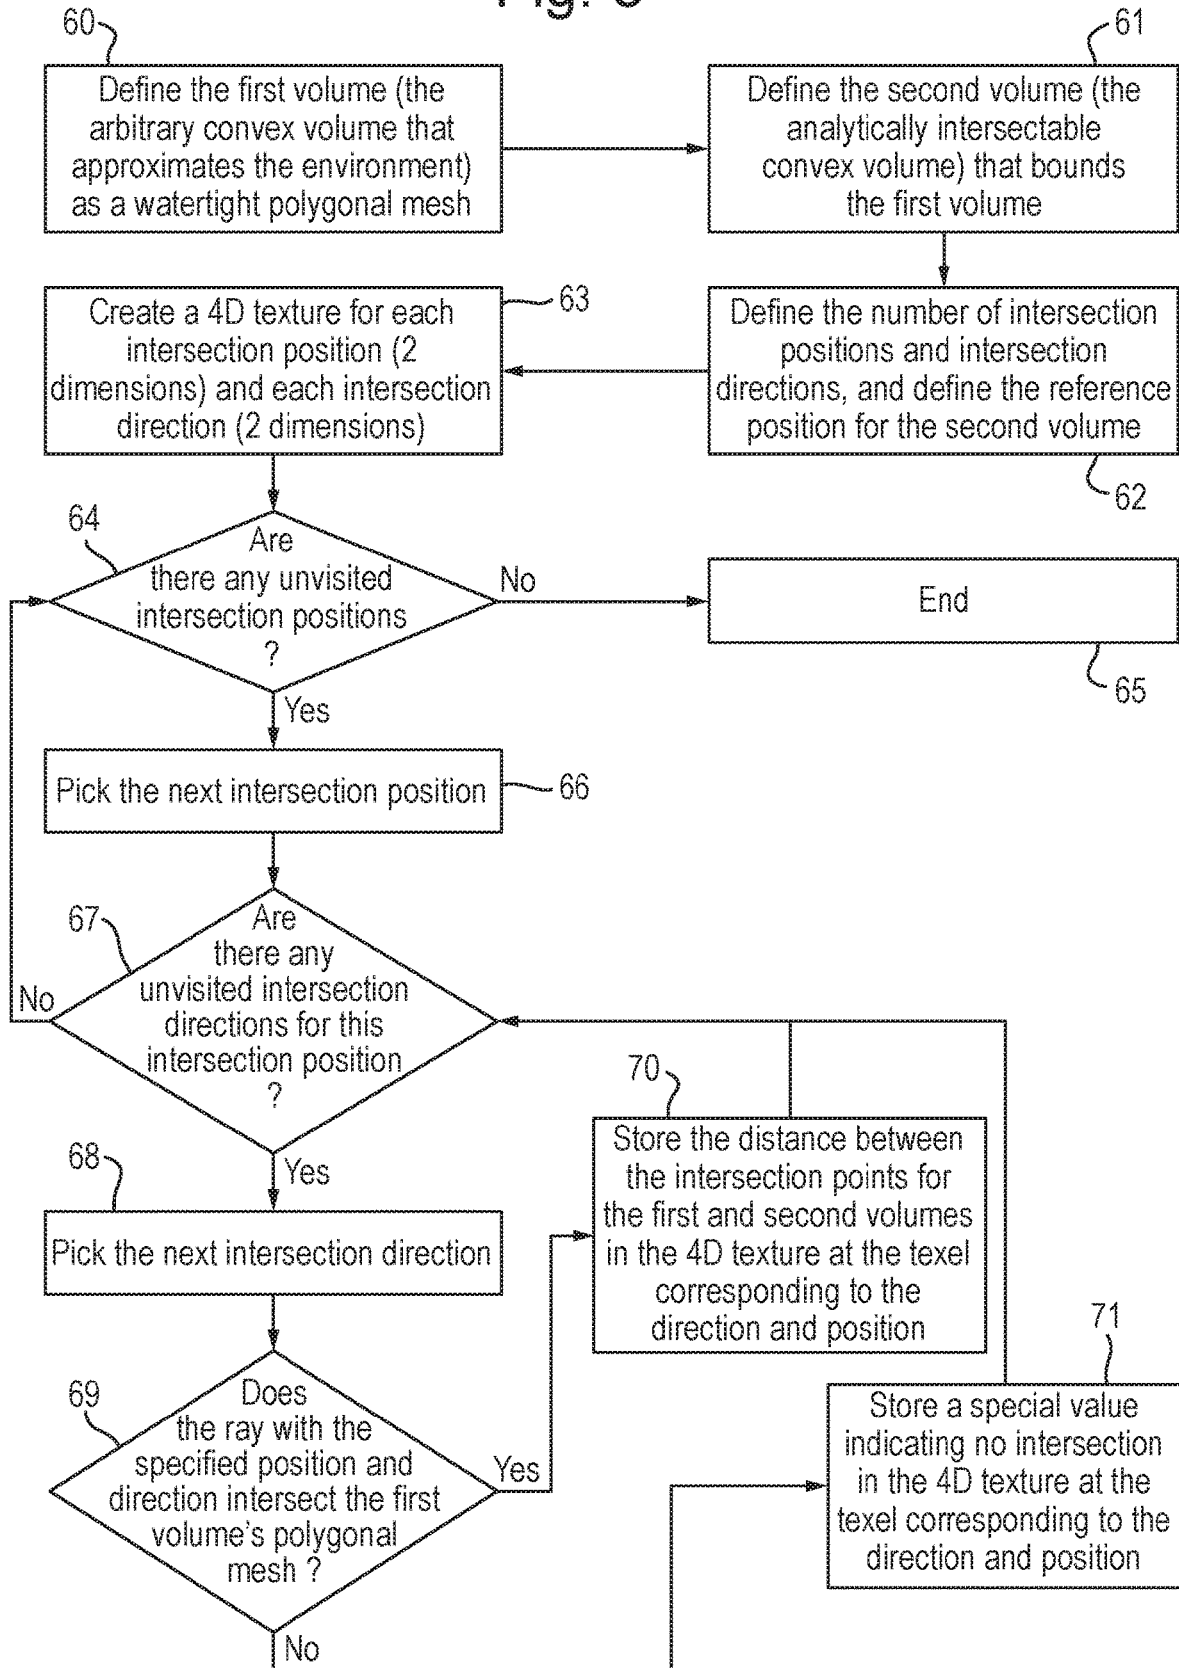 60
61
Define the first volume (the
arbitrary convex volume that
approximates the environment)
as a watertight polygonal mesh
Define the second volume (the
analytically intersectable
convex volume) that bounds
the first volume
63
Create a 4D texture for each
intersection position (2
dimensions) and each intersection
direction (2 dimensions)
Define the number of intersection
positions and intersection
directions, and define the reference
position for the second volume
62
64
Are
there any unvisited
intersection positions
?
No
End
65
Yes
Pick the next intersection position
66
67
Are
there any
unvisited intersection
directions for this
intersection position
?
No
Yes
68
Pick the next intersection direction
70
Store the distance between
the intersection points for
the first and second volumes
in the 4D texture at the texel
corresponding to the
direction and position
69
Does
the ray with the
specified position and
direction intersect the first
volume's polygonal
mesh ?
Yes
No
71
Store a special value
indicating no intersection
in the 4D texture at the
texel corresponding to the
direction and position